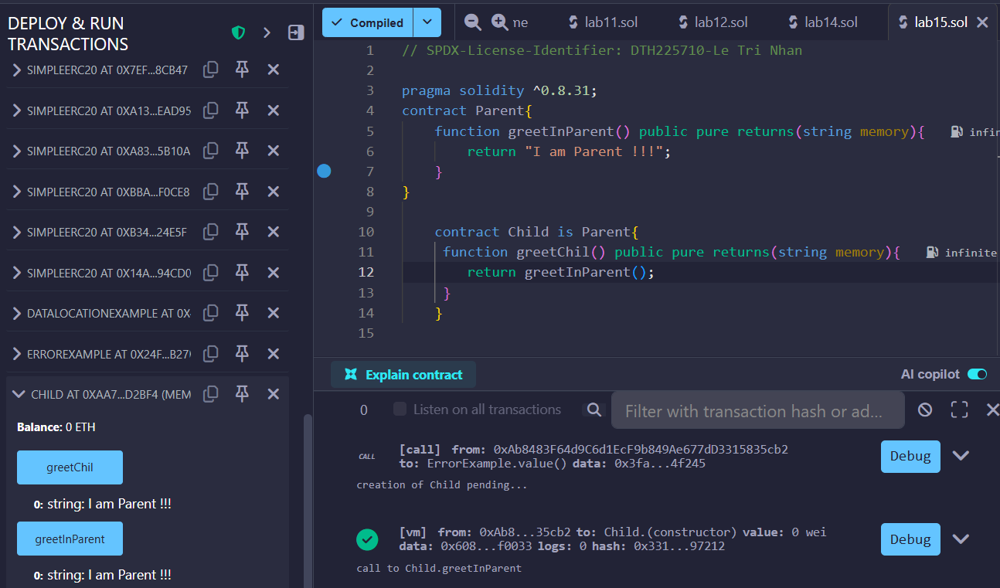 DEPLOY & RUN
TRANSACTIONS
SIMPLEERC20 AT 0X7EF...8CB47
SIMPLEERC20 AT 0XA13...EAD95
SIMPLEERC20 AT 0XA83...5B10A
SIMPLEERC20 AT 0XBBA...F0CE8
SIMPLEERC20 AT 0XB34...24E5F
SIMPLEERC20 AT 0X14A...94CD0
DATALOCATIONEXAMPLE AT 0X
ERROREXAMPLE AT 0X24F...B27
CHILD AT 0XAA7...D2BF4 (MEM
Balance: 0 ETH
greetChil
0: string: I am Parent !!!
greetInParent
0: string: I am Parent !!!
Compiled
ne
lab11.sol
lab12.sol
lab14.sol
lab15.sol
1 // SPDX-License-Identifier: DTH225710-Le Tri Nhan
2
3 pragma solidity ^0.8.31;
4 contract Parent{
5 function greetInParent() public pure returns(string memory){ infin
6 return "I am Parent !!!";
7 }
8 }
9
10 contract Child is Parent{
11 function greetChil() public pure returns(string memory){ infinite
12 return greetInParent();
13 }
14 }
15
Explain contract
AI copilot
0 Listen on all transactions Filter with transaction hash or ad...
CALL [call] from: 0xAb8483F64d9C6d1EcF9b849Ae677dD3315835cb2
to: ErrorExample.value() data: 0x3fa...4f245
Debug
creation of Child pending...
[vm] from: 0xAb8...35cb2 to: Child.(constructor) value: 0 wei
data: 0x608...f0033 logs: 0 hash: 0x331...97212
Debug
call to Child.greetInParent